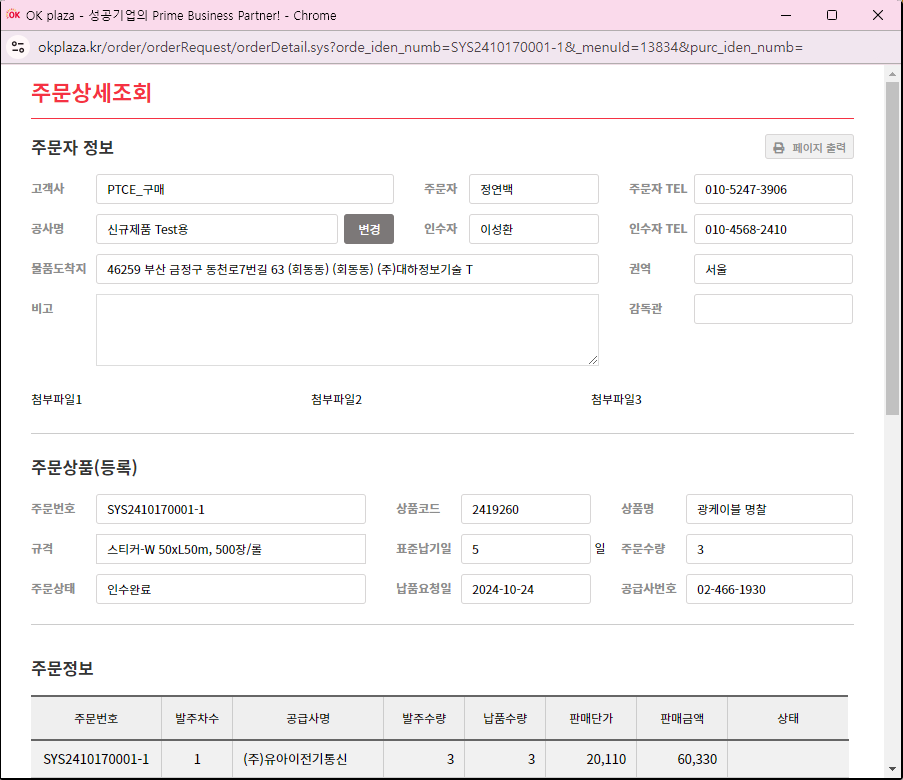 OK plaza - 성공기업의 Prime Business Partner! - Chrome
okplaza.kr/order/orderRequest/orderDetail.sys?orde_iden_numb=SYS2410170001-1&_menuId=13834&purc_iden_numb=
주문상세조회
주문자 정보 페이지 출력
고객사 PTCE_구매 주문자 정연백 주문자 TEL 010-5247-3906
공사명 신규제품 Test용 변경 인수자 이성환 인수자 TEL 010-4568-2410
물품도착지 46259 부산 금정구 동천로7번길 63 (회동동) (회동동) (주)대하정보기술 T 권역 서울
비고 감독관
첨부파일1 첨부파일2 첨부파일3
주문상품(등록)
주문번호 SYS2410170001-1 상품코드 2419260 상품명 광케이블 명찰
규격 스티커-W 50xL50m, 500장/롤 표준납기일 5 일 주문수량 3
주문상태 인수완료 납품요청일 2024-10-24 공급사번호 02-466-1930
주문정보
주문번호 발주차수 공급사명 발주수량 납품수량 판매단가 판매금액 상태
SYS2410170001-1 1 (주)유아이전기통신 3 3 20,110 60,330